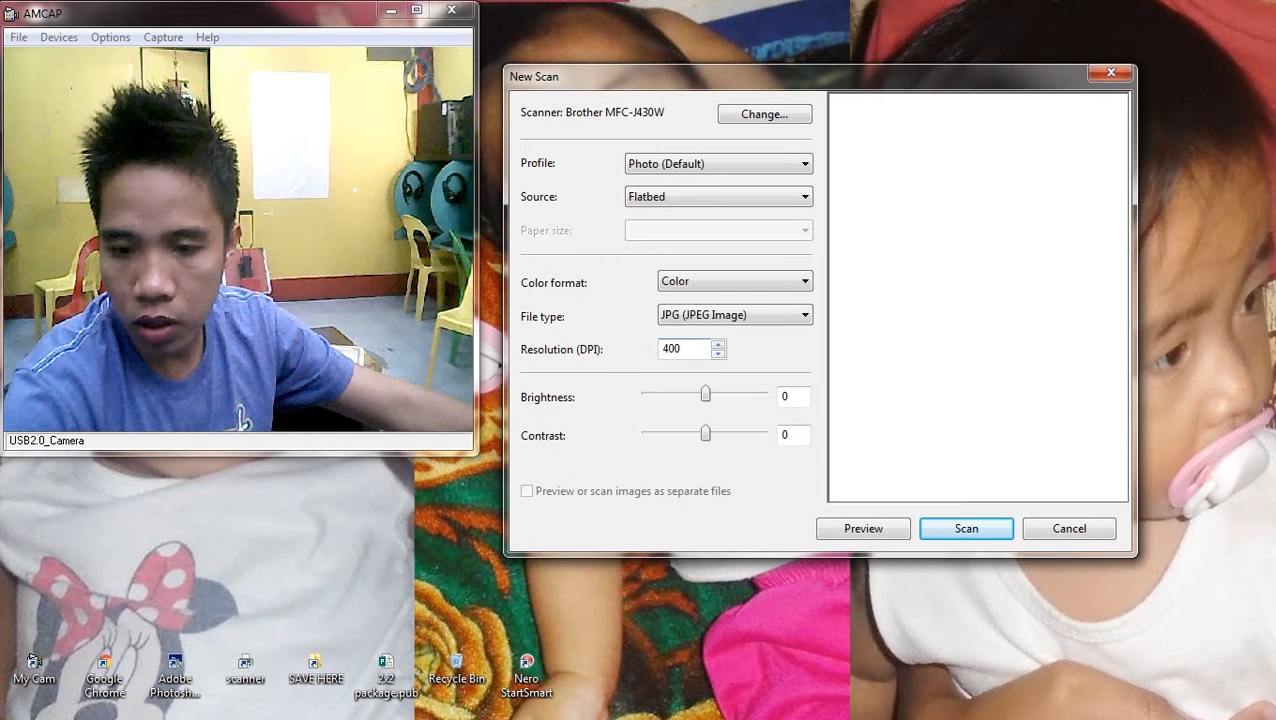 AMCAP
File Devices Options Capture Help
USB2.0_Camera
New Scan
Scanner: Brother MFC-J430W
Change...
Profile: Photo (Default)
Source: Flatbed
Paper size:
Color format: Color
File type: JPG (JPEG Image)
Resolution (DPI): 400
Brightness: 0
Contrast: 0
Preview or scan images as separate files
Preview Scan Cancel
My Cam
Google Chrome
Adobe Photosh...
scanner
SAVE HERE
2x2 package.pub
Recycle Bin
Nero StartSmart